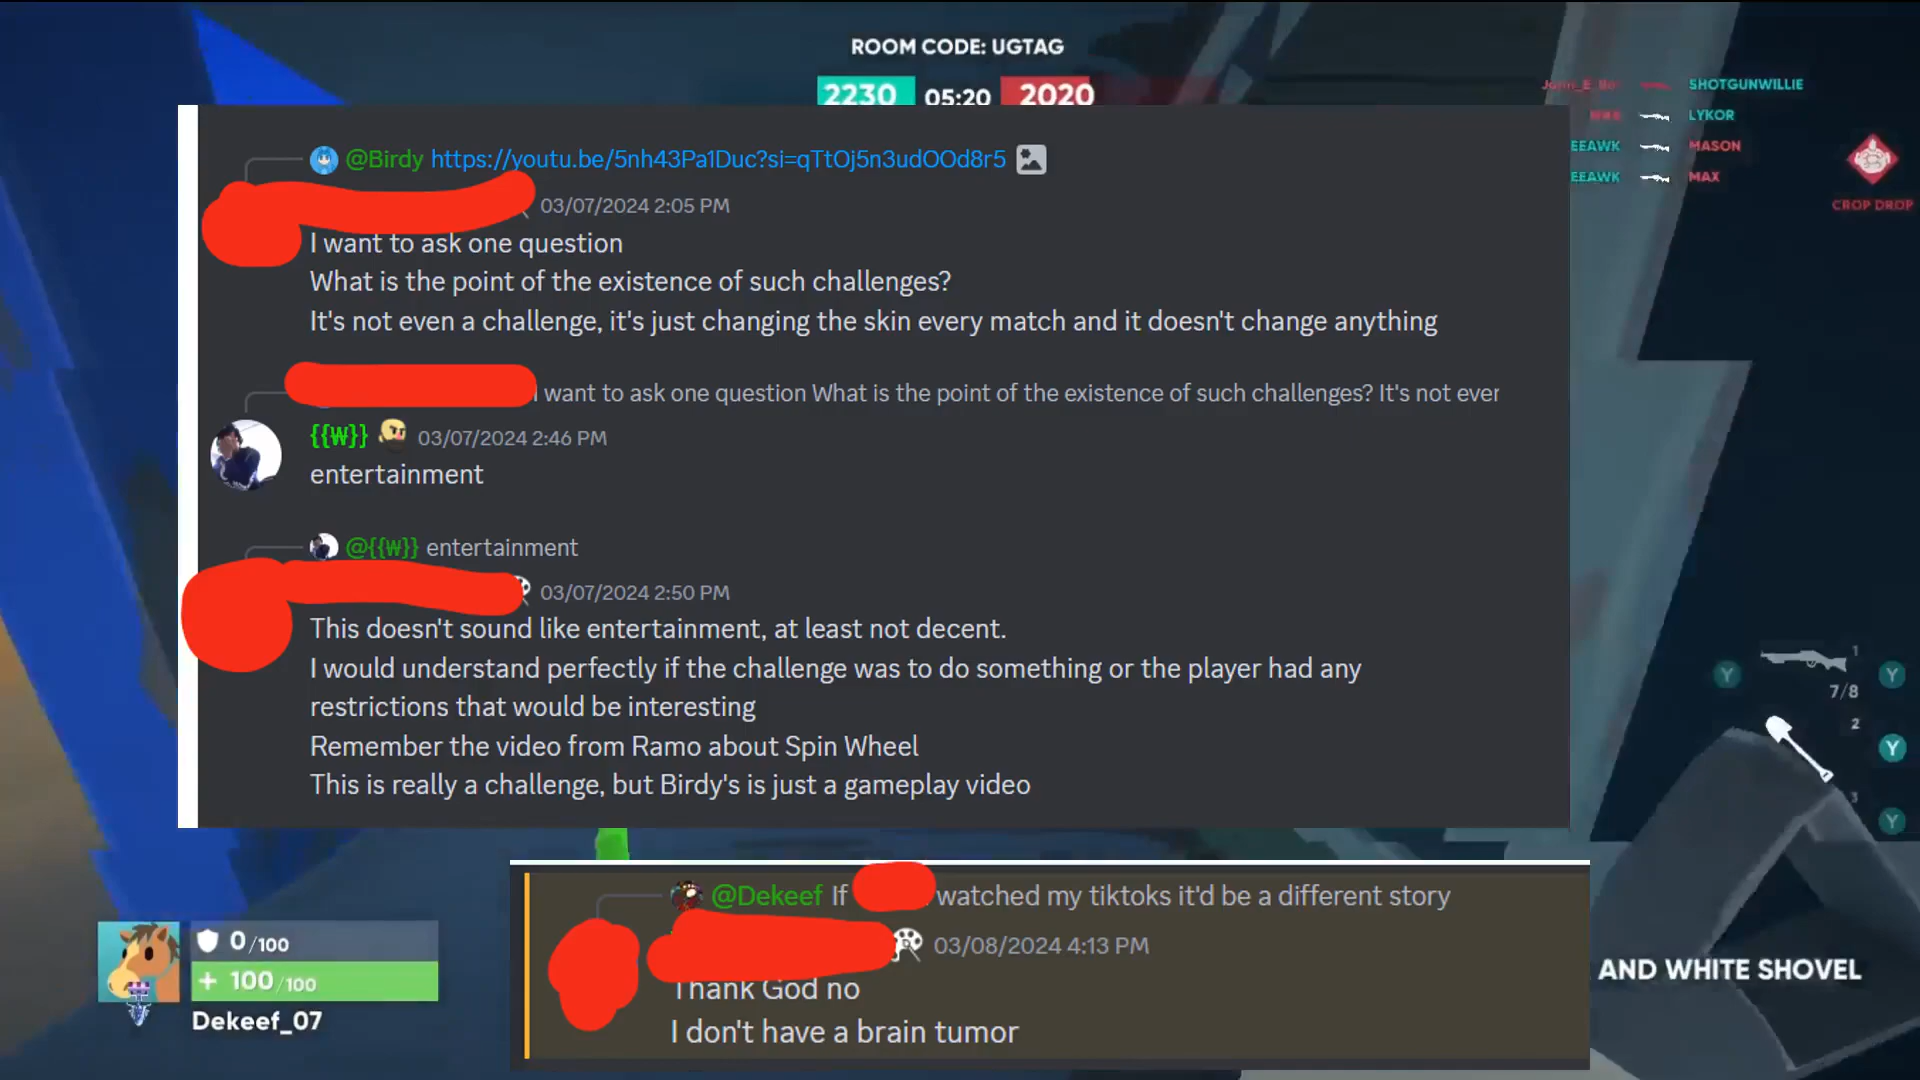 ROOM CODE: UGTAG
2230 05:20 2020
SHOTGUNWILLIE
LYKOR
EEAWK MASON
EEAWK MAX
CROP DROP
@Birdy https://youtu.be/5nh43Pa1Duc?si=qTtOj5n3udOOd8r5
03/07/2024 2:05 PM
I want to ask one question
What is the point of the existence of such challenges?
It's not even a challenge, it's just changing the skin every match and it doesn't change anything
I want to ask one question What is the point of the existence of such challenges? It's not ever
{{W}} 03/07/2024 2:46 PM
entertainment
@{{W}} entertainment
03/07/2024 2:50 PM
This doesn't sound like entertainment, at least not decent.
I would understand perfectly if the challenge was to do something or the player had any
restrictions that would be interesting
Remember the video from Ramo about Spin Wheel
This is really a challenge, but Birdy's is just a gameplay video
1
Y Y
7/8
2
Y
3
Y
@Dekeef If watched my tiktoks it'd be a different story
03/08/2024 4:13 PM
Thank God no
I don't have a brain tumor
0/100
+ 100/100
Dekeef_07
AND WHITE SHOVEL